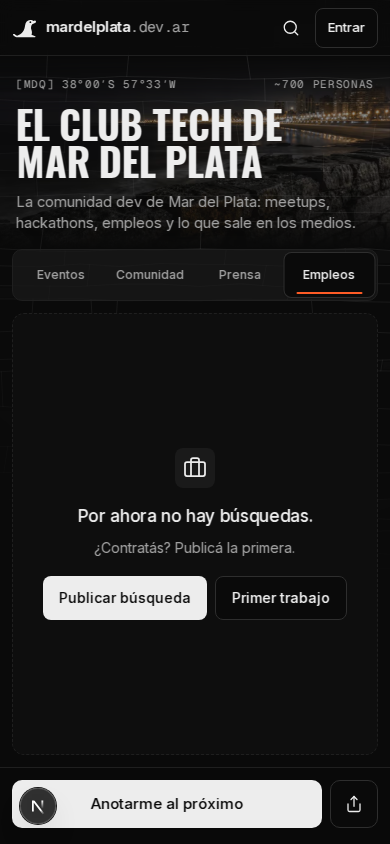 mardelplata.dev.ar
Entrar
[MDQ] 38°00′S 57°33′W
~700 PERSONAS
EL CLUB TECH DE
MAR DEL PLATA
La comunidad dev de Mar del Plata: meetups,
hackathons, empleos y lo que sale en los medios.
Eventos
Comunidad
Prensa
Empleos
Por ahora no hay búsquedas.
¿Contratás? Publicá la primera.
Publicar búsqueda
Primer trabajo
N
Anotarme al próximo